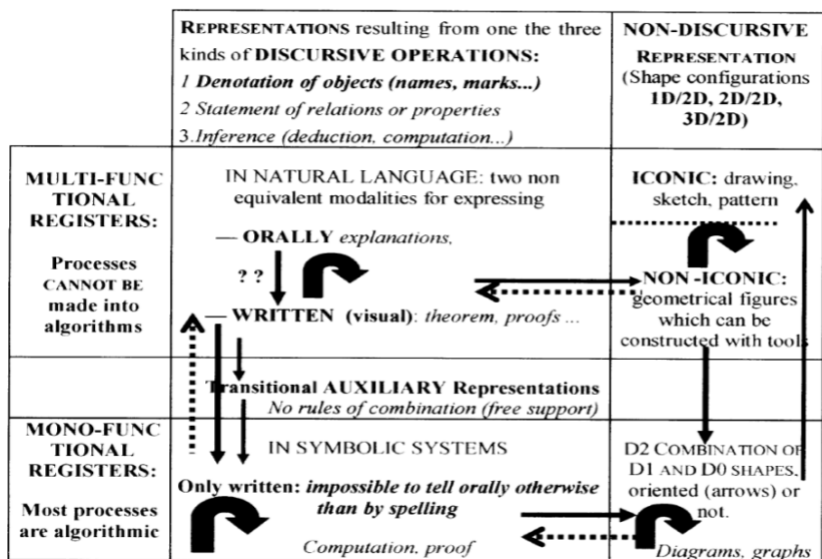 REPRESENTATIONS resulting from one the three
kinds of DISCURSIVE OPERATIONS:
1 Denotation of objects (names, marks...)
2 Statement of relations or properties
3.Inference (deduction, computation...)
NON-DISCURSIVE
REPRESENTATION
(Shape configurations
1D/2D, 2D/2D,
3D/2D)
MULTI-FUNC
TIONAL
REGISTERS:
Processes
CANNOT BE
made into
algorithms
IN NATURAL LANGUAGE: two non
equivalent modalities for expressing
— ORALLY explanations,
? ?
— WRITTEN (visual): theorem, proofs ...
ICONIC: drawing,
sketch, pattern
NON -ICONIC:
geometrical figures
which can be
constructed with tools
Transitional AUXILIARY Representations
No rules of combination (free support)
MONO-FUNC
TIONAL
REGISTERS:
Most processes
are algorithmic
IN SYMBOLIC SYSTEMS
Only written: impossible to tell orally otherwise
than by spelling
Computation, proof
D2 COMBINATION OF
D1 AND D0 SHAPES,
oriented (arrows) or
not.
Diagrams, graphs